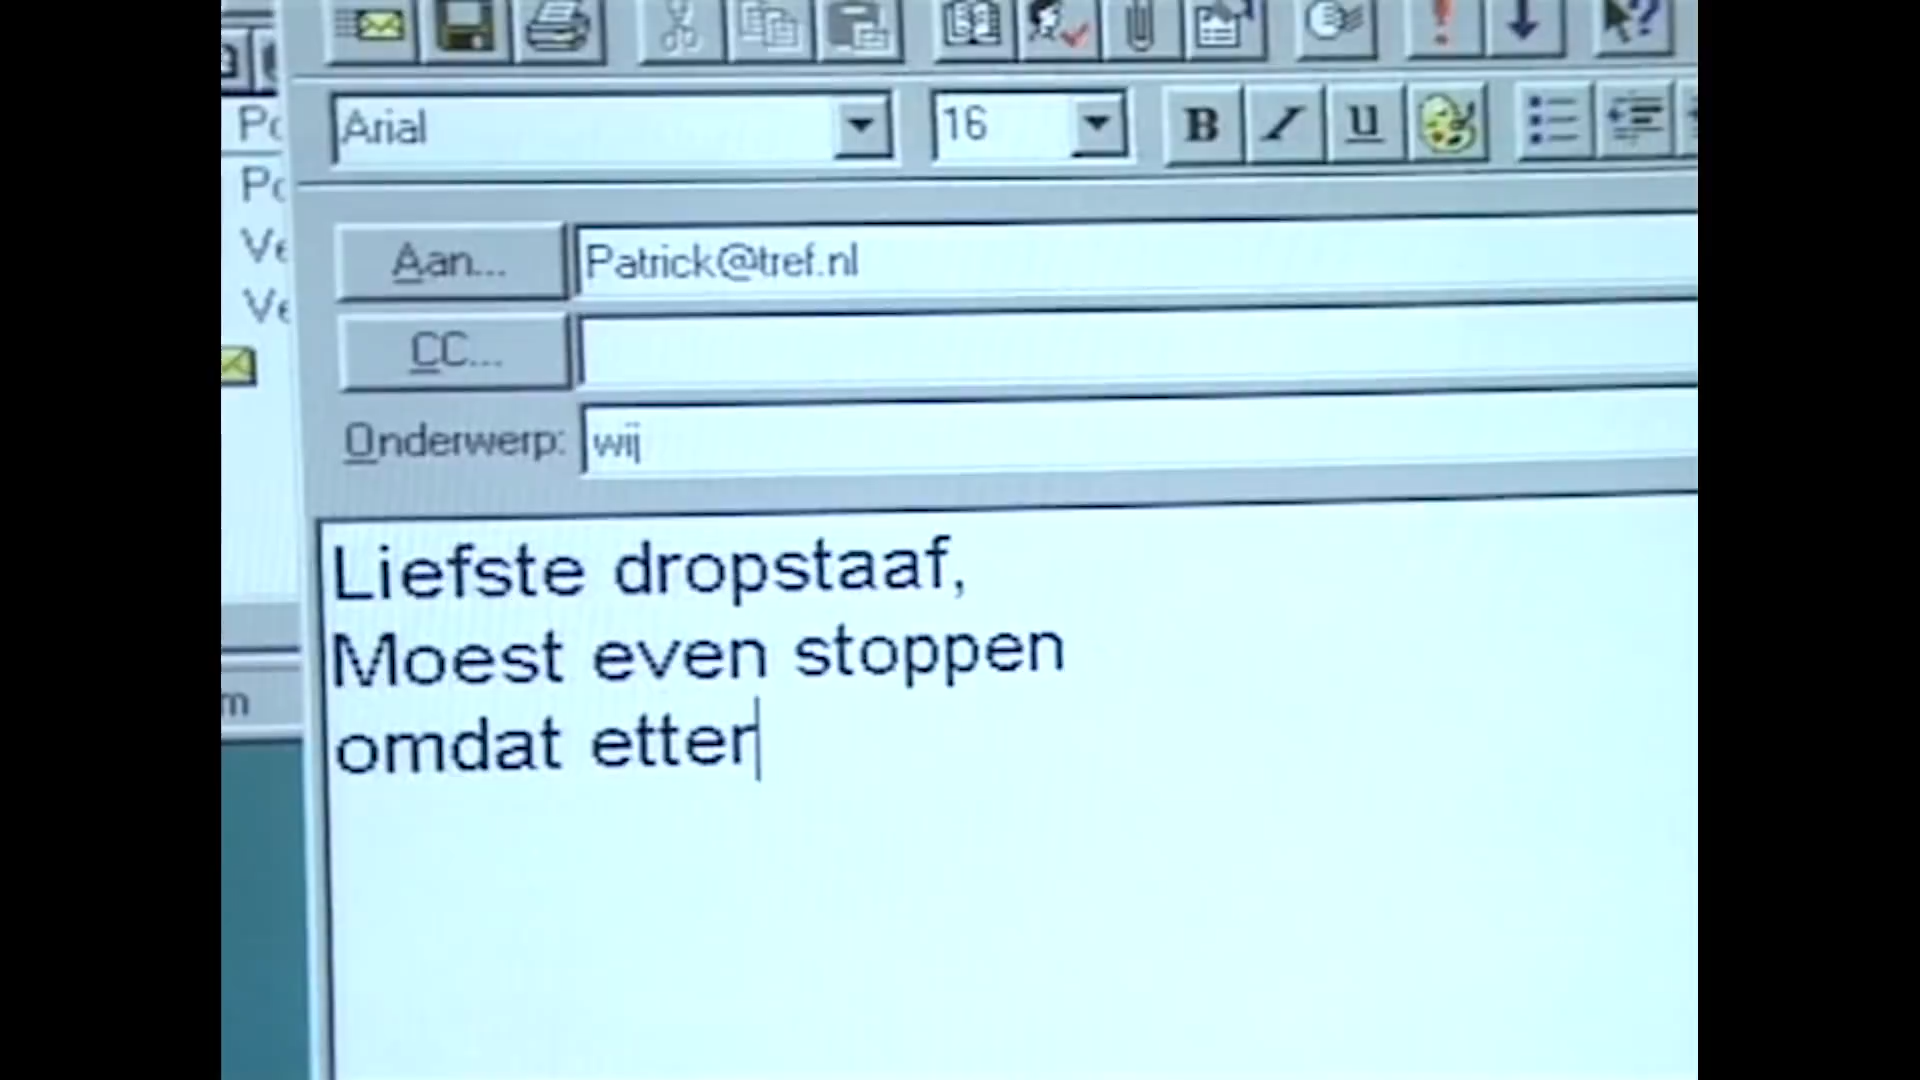 Arial 16 B I U
Aan... Patrick@tref.nl
CC...
Onderwerp: wij
Liefste dropstaaf,
Moest even stoppen
omdat etter